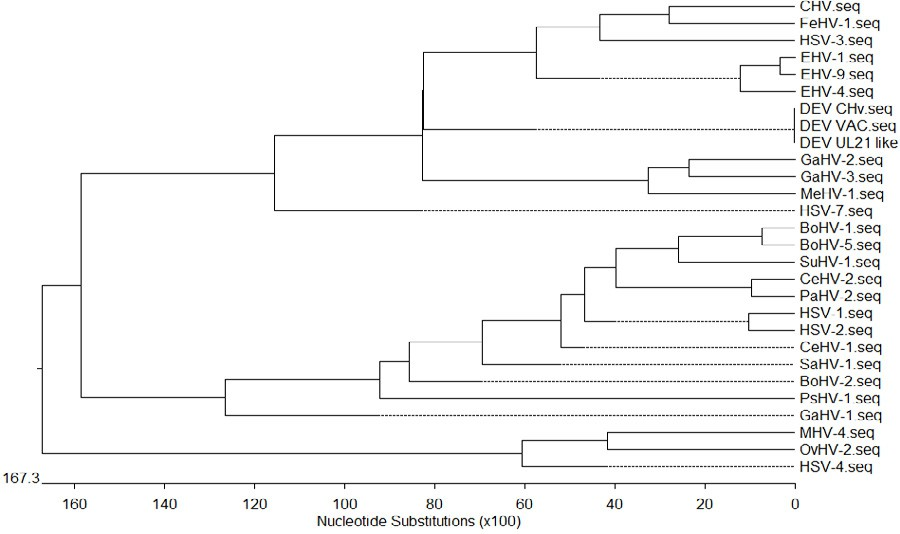 CHV.seq
FeHV-1.seq
HSV-3.seq
EHV-1.seq
EHV-9.seq
EHV-4.seq
DEV CHv.seq
DEV VAC.seq
DEV UL21 like
GaHV-2.seq
GaHV-3.seq
MeHV-1.seq
HSV-7.seq
BoHV-1.seq
BoHV-5.seq
SuHV-1.seq
CeHV-2.seq
PaHV-2.seq
HSV-1.seq
HSV-2.seq
CeHV-1.seq
SaHV-1.seq
BoHV-2.seq
PsHV-1.seq
GaHV-1.seq
MHV-4.seq
OvHV-2.seq
HSV-4.seq
167.3
160 140 120 100 80 60 40 20 0
Nucleotide Substitutions (x100)